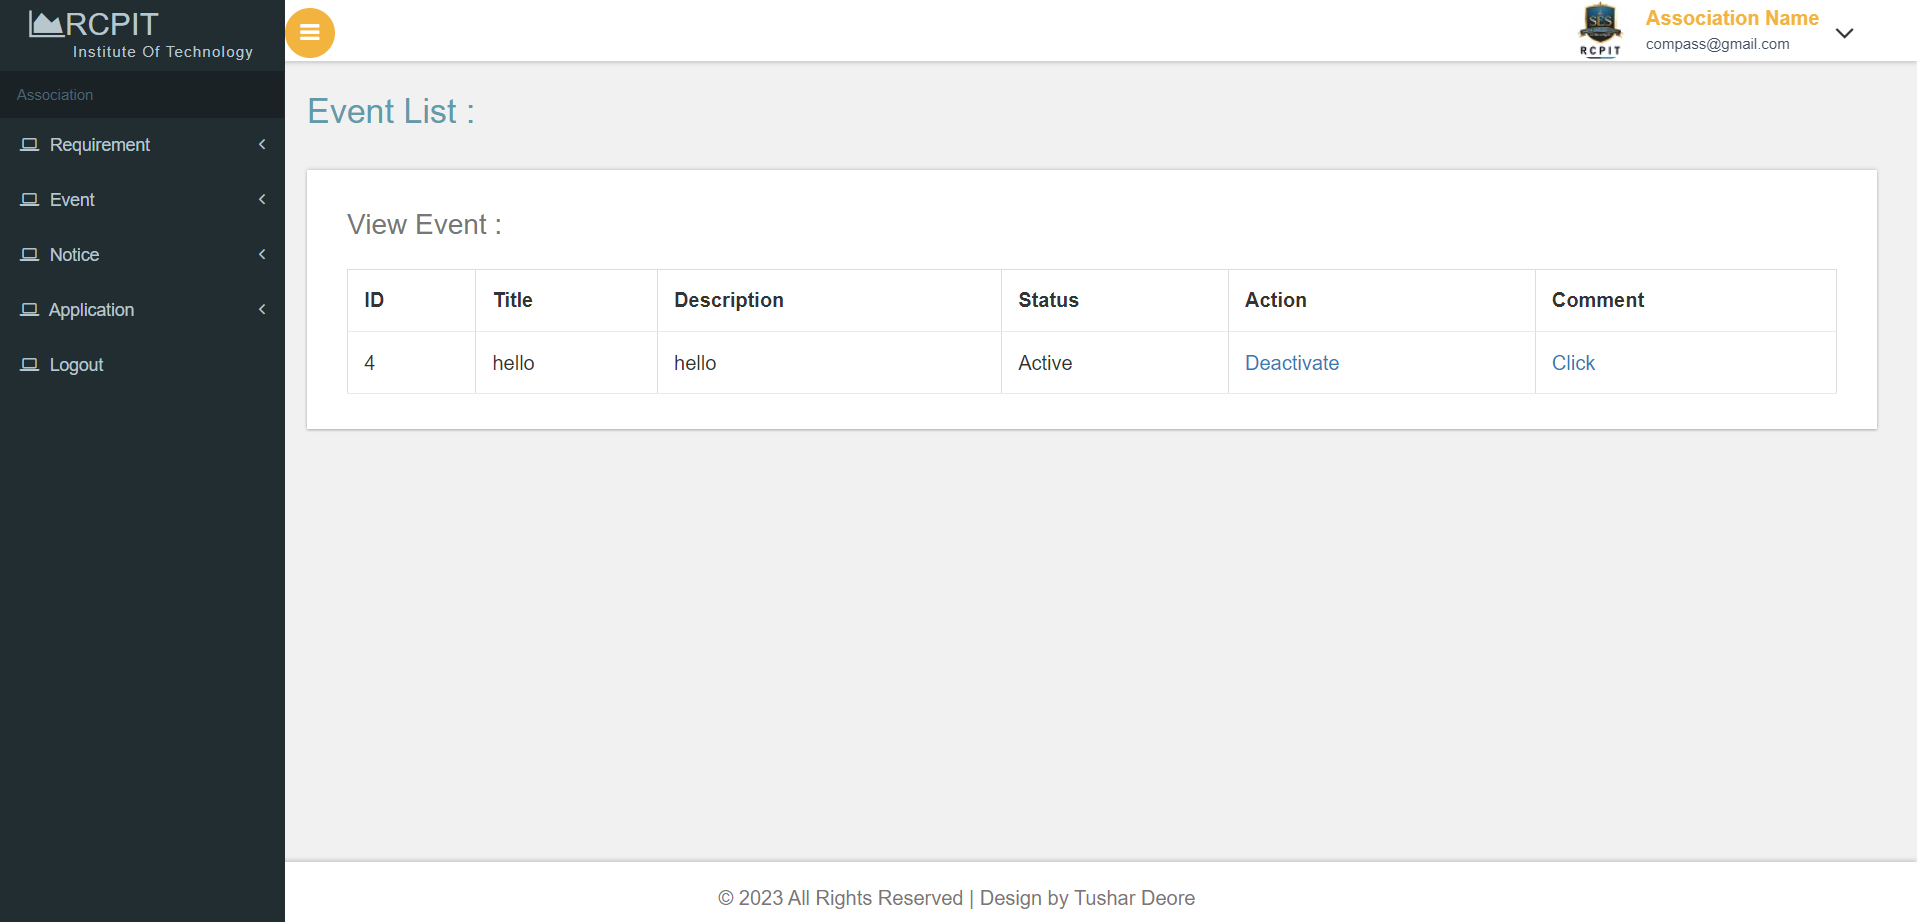 RCPIT
Institute Of Technology
Association
Requirement
Event
Notice
Application
Logout
SES
RCPIT
Association Name
compass@gmail.com
Event List :
View Event :
ID Title Description Status Action Comment
4 hello hello Active Deactivate Click
© 2023 All Rights Reserved | Design by Tushar Deore